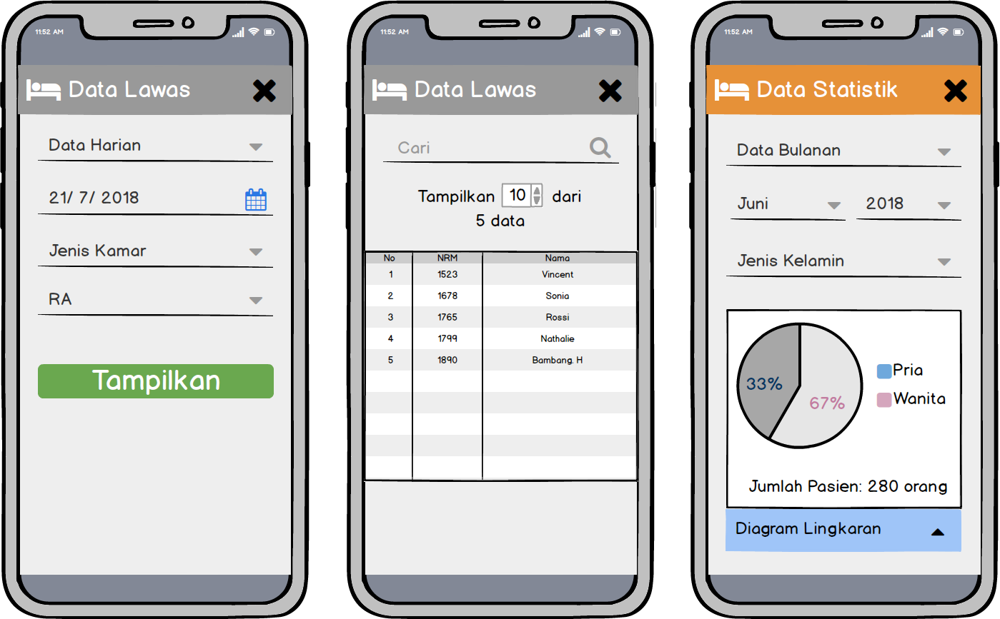 11:52 AM
Data Lawas
Data Harian
21/ 7/ 2018
Jenis Kamar
RA
Tampilkan
11:52 AM
Data Lawas
Cari
Tampilkan 10 dari
5 data
No NRM Nama
1 1523 Vincent
2 1678 Sonia
3 1765 Rossi
4 1799 Nathalie
5 1890 Bambang. H
11:52 AM
Data Statistik
Data Bulanan
Juni 2018
Jenis Kelamin
33%
67%
Pria
Wanita
Jumlah Pasien: 280 orang
Diagram Lingkaran